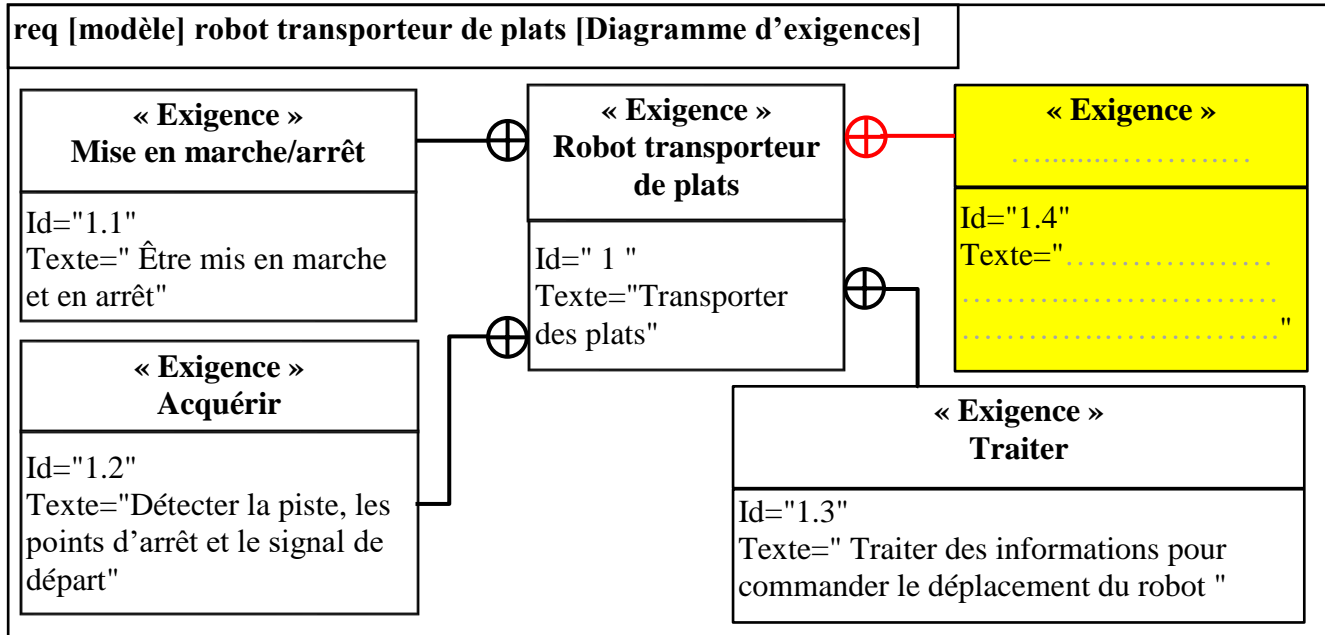 req [modèle] robot transporteur de plats [Diagramme d’exigences]
« Exigence »
Mise en marche/arrêt
Id="1.1"
Texte=" Être mis en marche
et en arrêt"
« Exigence »
Acquérir
Id="1.2"
Texte="Détecter la piste, les
points d’arrêt et le signal de
départ"
« Exigence »
Robot transporteur
de plats
Id=" 1 "
Texte="Transporter
des plats"
« Exigence »
…........……….…
Id="1.4"
Texte="………….……
……………………….…
………….…………….…"
« Exigence »
Traiter
Id="1.3"
Texte=" Traiter des informations pour
commander le déplacement du robot "